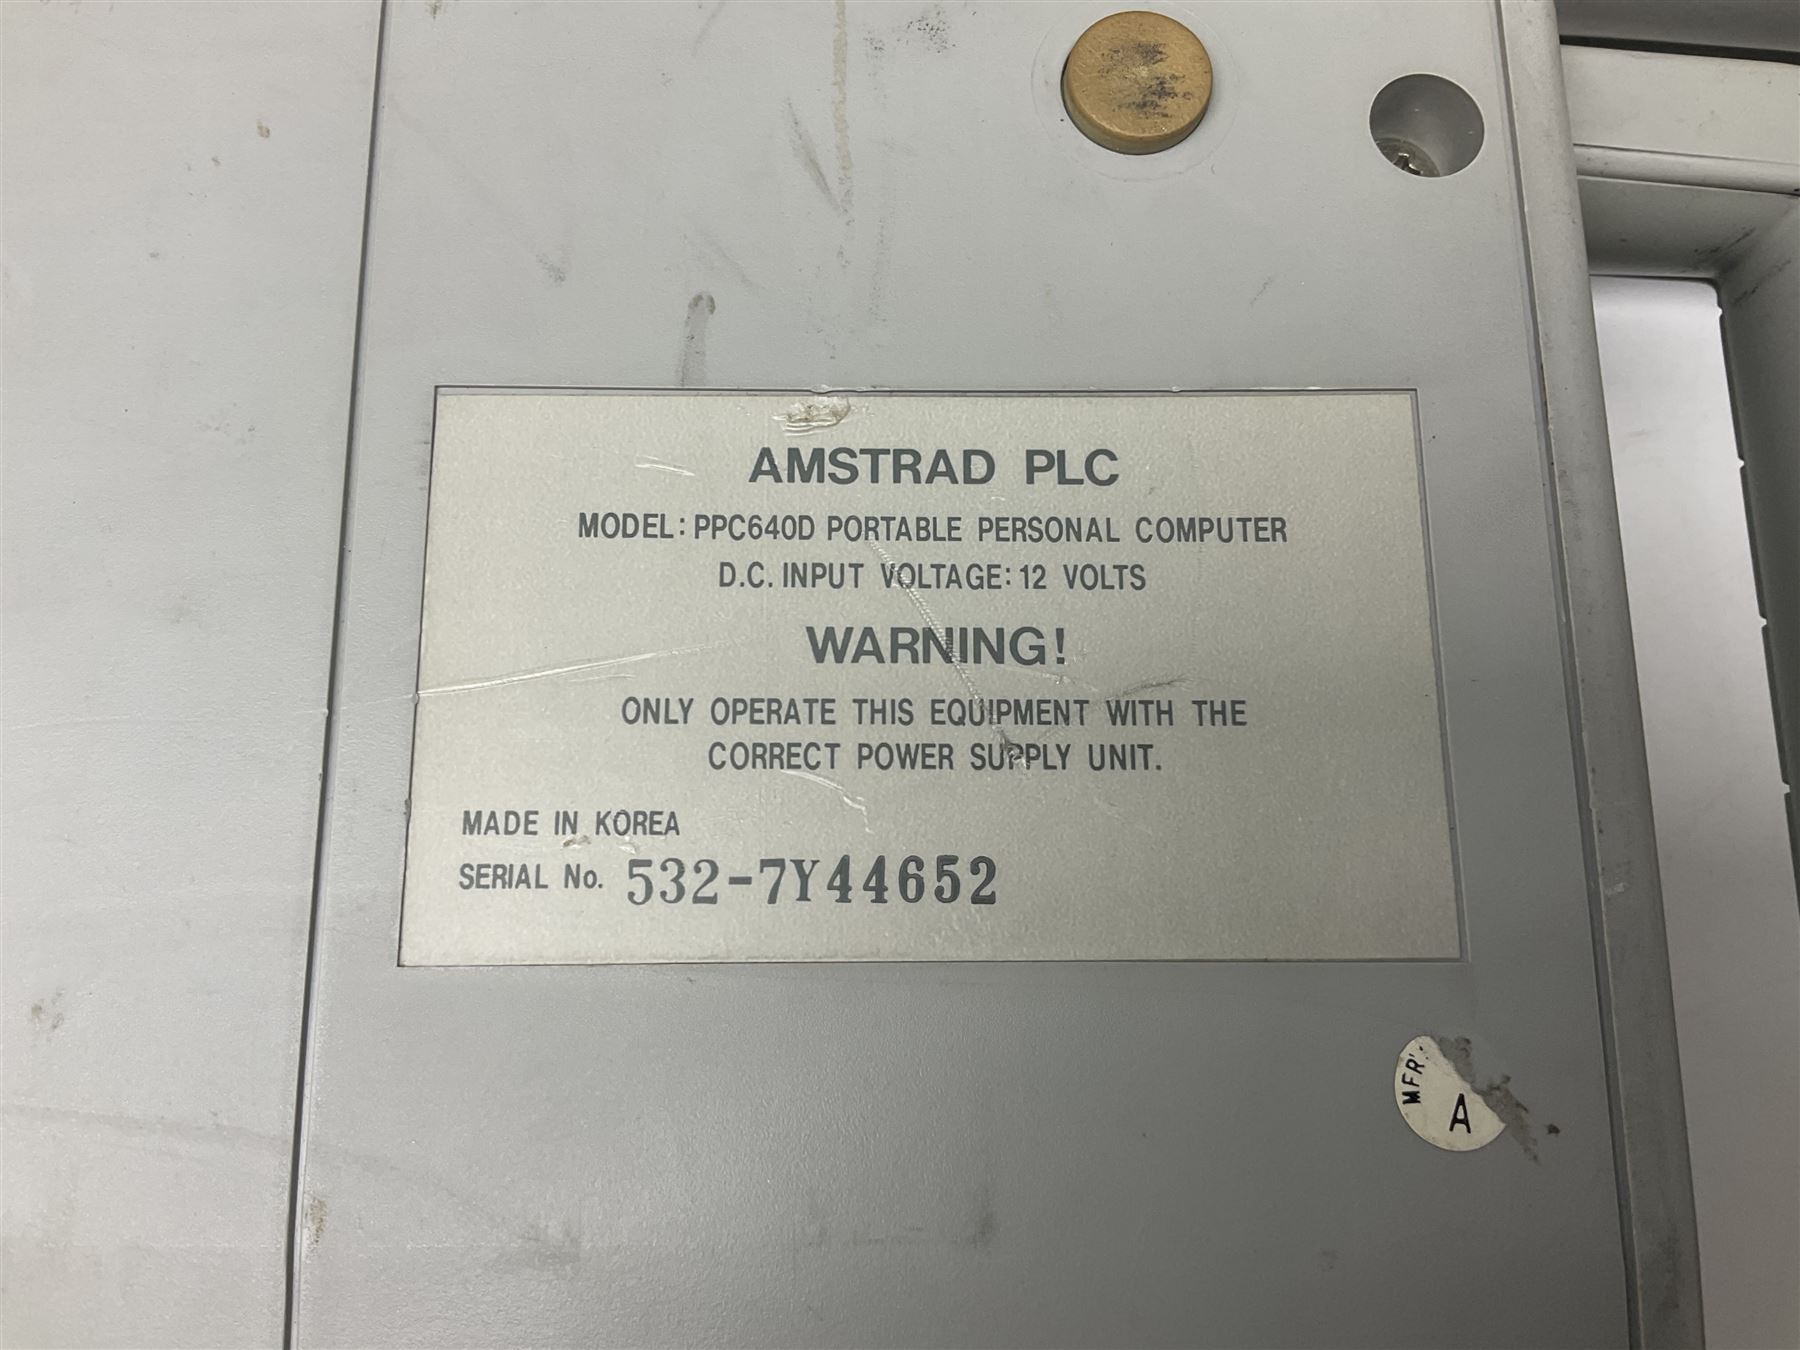 AMSTRAD PLC
MODEL: PPC640D PORTABLE PERSONAL COMPUTER
D.C. INPUT VOLTAGE: 12 VOLTS
WARNING!
ONLY OPERATE THIS EQUIPMENT WITH THE
CORRECT POWER SUPPLY UNIT.
MADE IN KOREA
SERIAL No. 532-7Y44652
MFR'
A